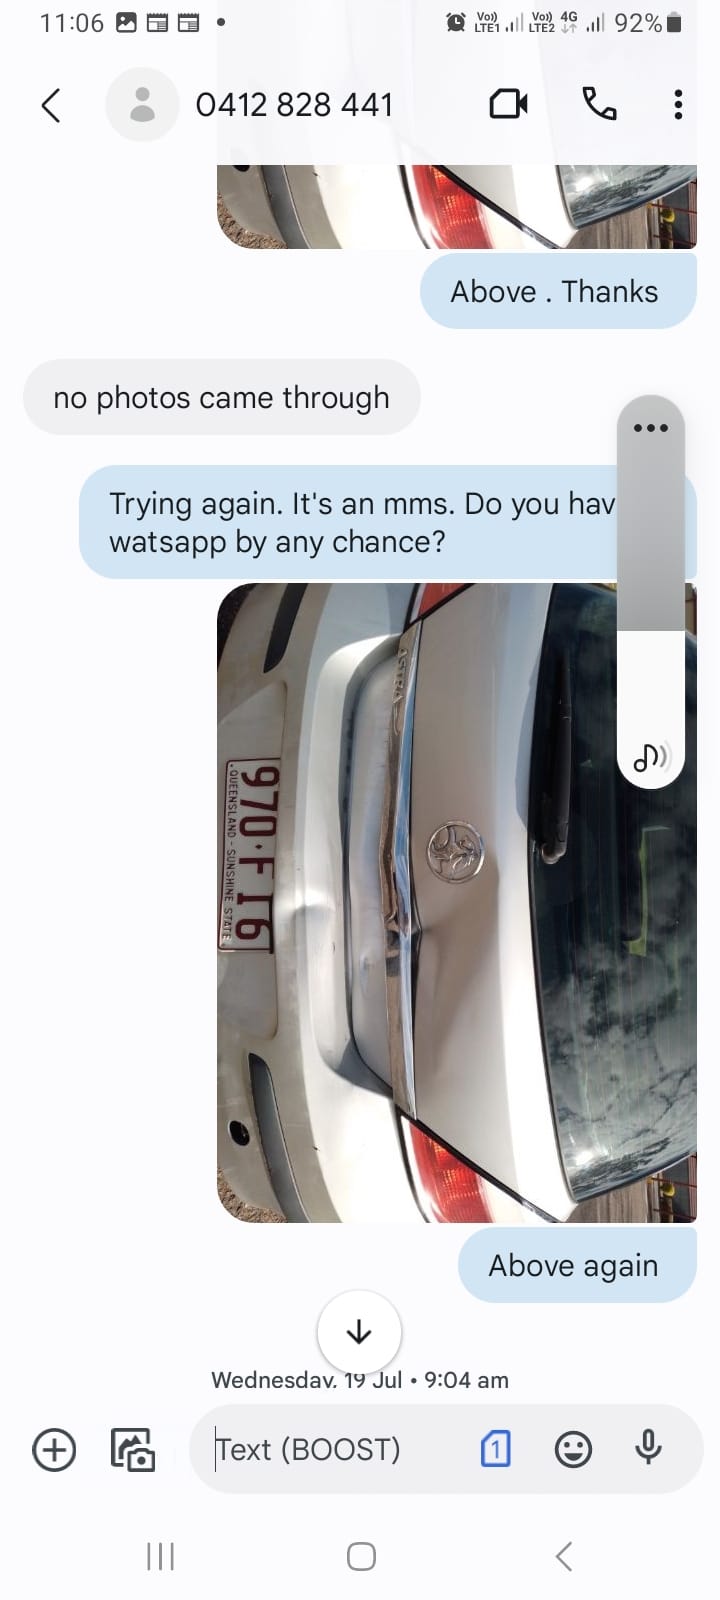 11:06
Vo)) LTE1 Vo)) LTE2 4G 92%
0412 828 441
Above . Thanks
no photos came through
Trying again. It's an mms. Do you hav
watsapp by any chance?
ASTRA
970·FI6
·QUEENSLAND - SUNSHINE STATE·
Above again
Wednesday, 19 Jul • 9:04 am
Text (BOOST)
1